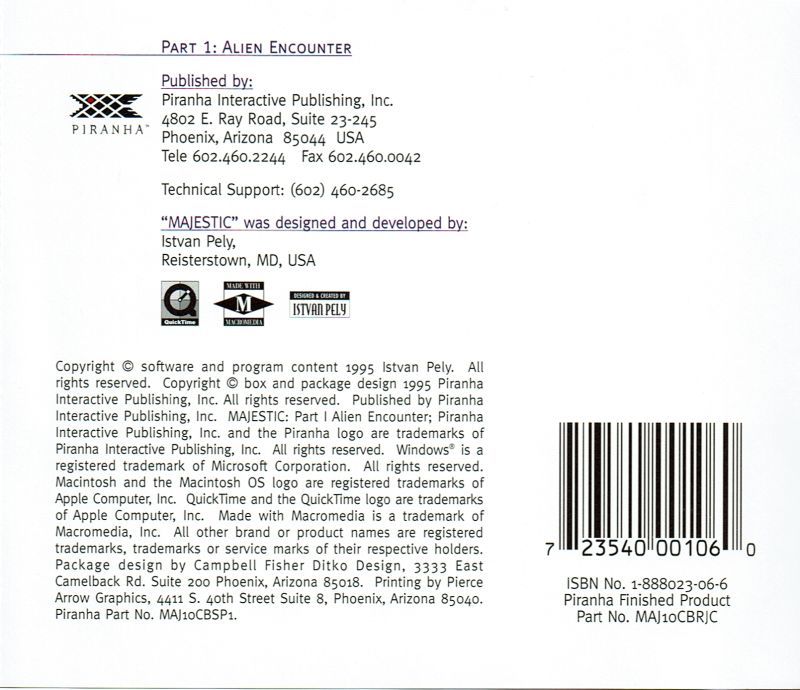 PART 1: ALIEN ENCOUNTER
Published by:
Piranha Interactive Publishing, Inc.
4802 E. Ray Road, Suite 23-245
Phoenix, Arizona 85044 USA
Tele 602.460.2244 Fax 602.460.0042
PIRANHA™
Technical Support: (602) 460-2685
“MAJESTIC” was designed and developed by:
Istvan Pely,
Reisterstown, MD, USA
QuickTime
MADE WITH
M
MACROMEDIA
DESIGNED & CREATED BY
ISTVAN PELY
Copyright © software and program content 1995 Istvan Pely. All
rights reserved. Copyright © box and package design 1995 Piranha
Interactive Publishing, Inc. All rights reserved. Published by Piranha
Interactive Publishing, Inc. MAJESTIC: Part I Alien Encounter; Piranha
Interactive Publishing, Inc. and the Piranha logo are trademarks of
Piranha Interactive Publishing, Inc. All rights reserved. Windows® is a
registered trademark of Microsoft Corporation. All rights reserved.
Macintosh and the Macintosh OS logo are registered trademarks of
Apple Computer, Inc. QuickTime and the QuickTime logo are trademarks
of Apple Computer, Inc. Made with Macromedia is a trademark of
Macromedia, Inc. All other brand or product names are registered
trademarks, trademarks or service marks of their respective holders.
Package design by Campbell Fisher Ditko Design, 3333 East
Camelback Rd. Suite 200 Phoenix, Arizona 85018. Printing by Pierce
Arrow Graphics, 4411 S. 40th Street Suite 8, Phoenix, Arizona 85040.
Piranha Part No. MAJ10CBSP1.
7 23540 00106 0
ISBN No. 1-888023-06-6
Piranha Finished Product
Part No. MAJ10CBRJC